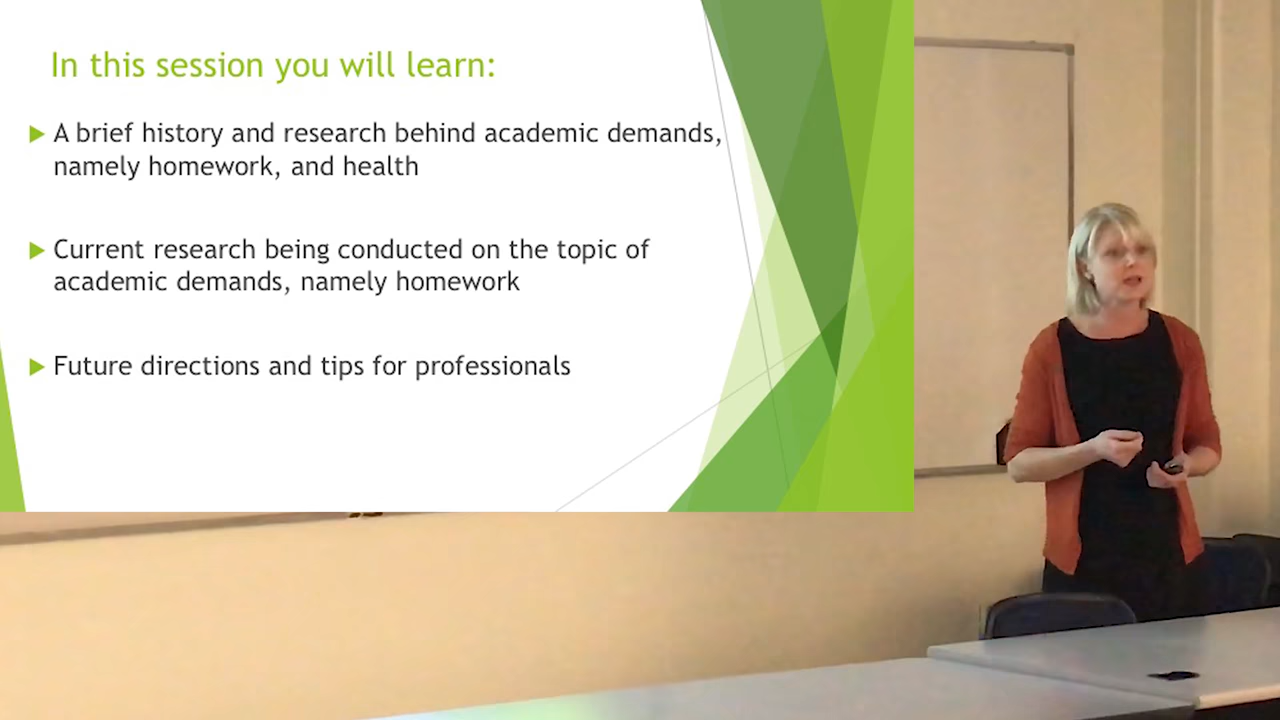 In this session you will learn:
A brief history and research behind academic demands,
namely homework, and health
Current research being conducted on the topic of
academic demands, namely homework
Future directions and tips for professionals